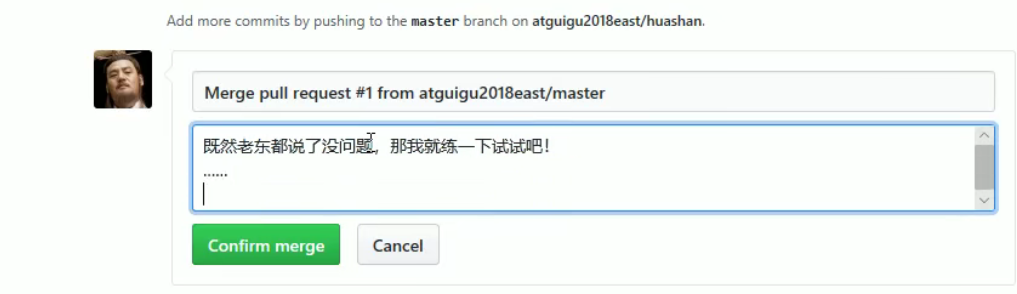 Add more commits by pushing to the master branch on atguigu2018east/huashan.
Merge pull request #1 from atguigu2018east/master
既然老东都说了没问题，那我就练一下试试吧！
......
Confirm merge
Cancel